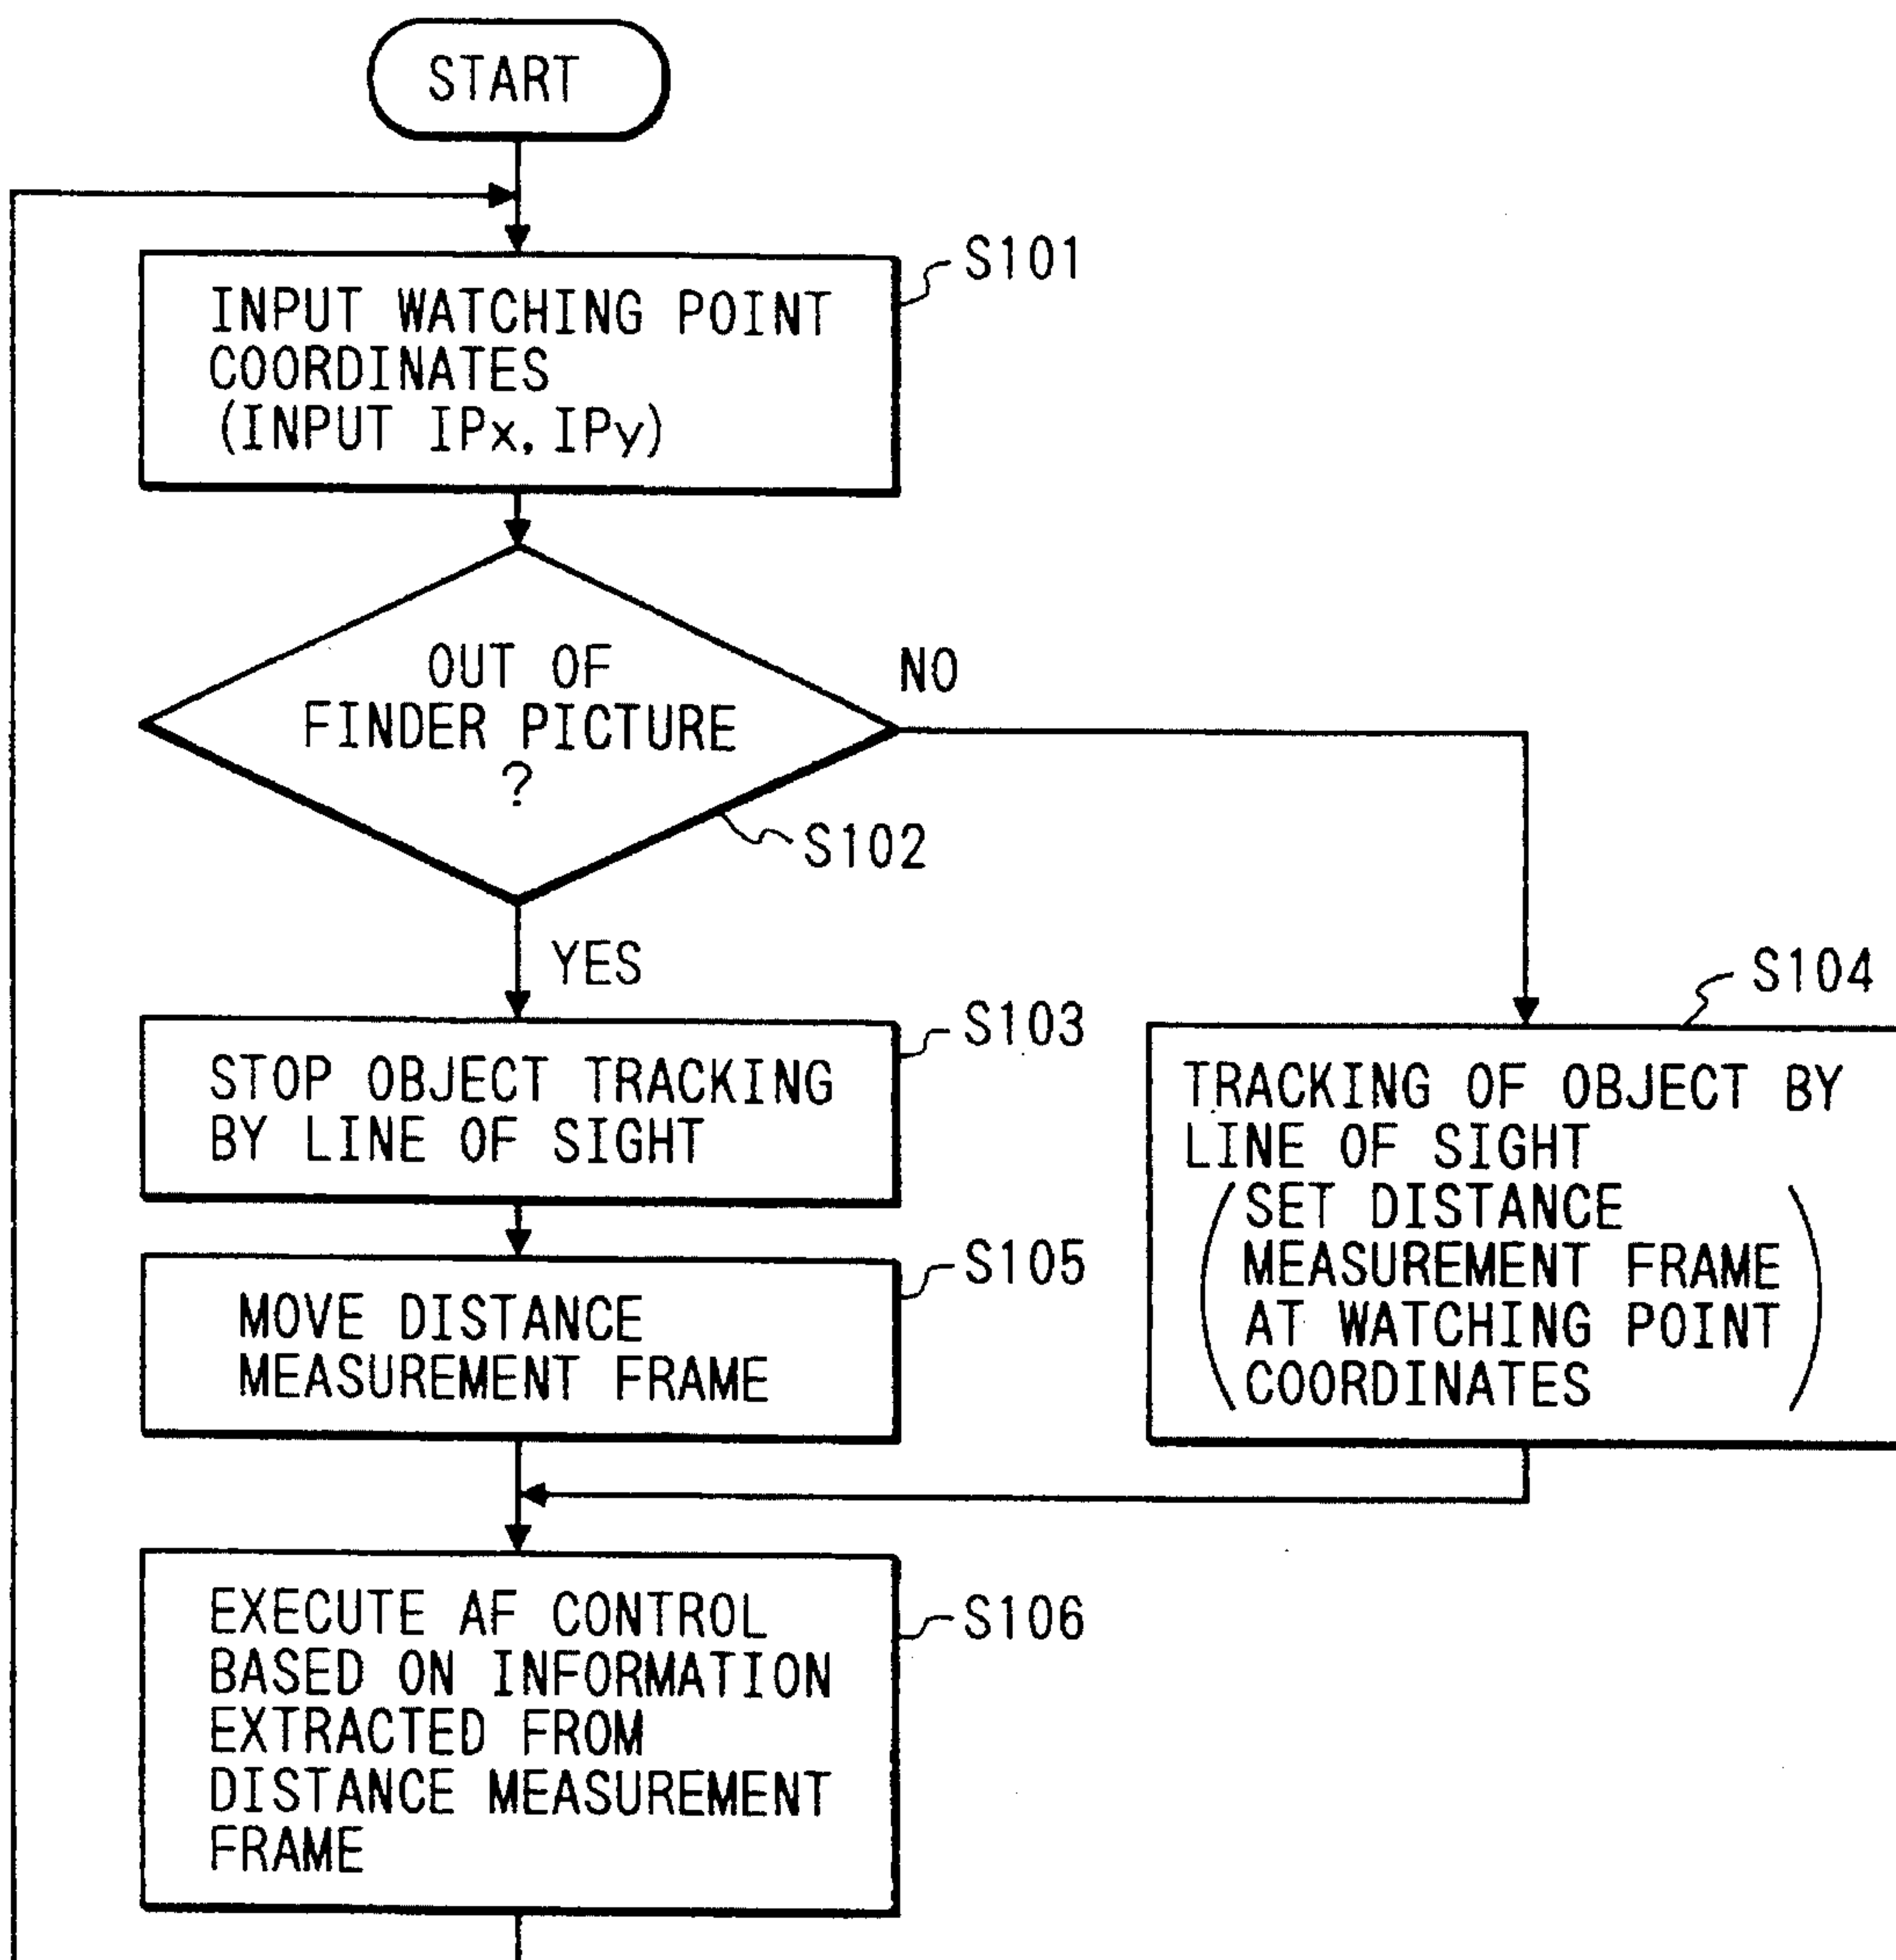 START
S101
INPUT WATCHING POINT
COORDINATES
(INPUT IPx, IPy)
OUT OF
FINDER PICTURE
?
NO
S102
YES
S103
STOP OBJECT TRACKING
BY LINE OF SIGHT
S104
TRACKING OF OBJECT BY
LINE OF SIGHT
(SET DISTANCE
MEASUREMENT FRAME
AT WATCHING POINT
COORDINATES)
S105
MOVE DISTANCE
MEASUREMENT FRAME
S106
EXECUTE AF CONTROL
BASED ON INFORMATION
EXTRACTED FROM
DISTANCE MEASUREMENT
FRAME